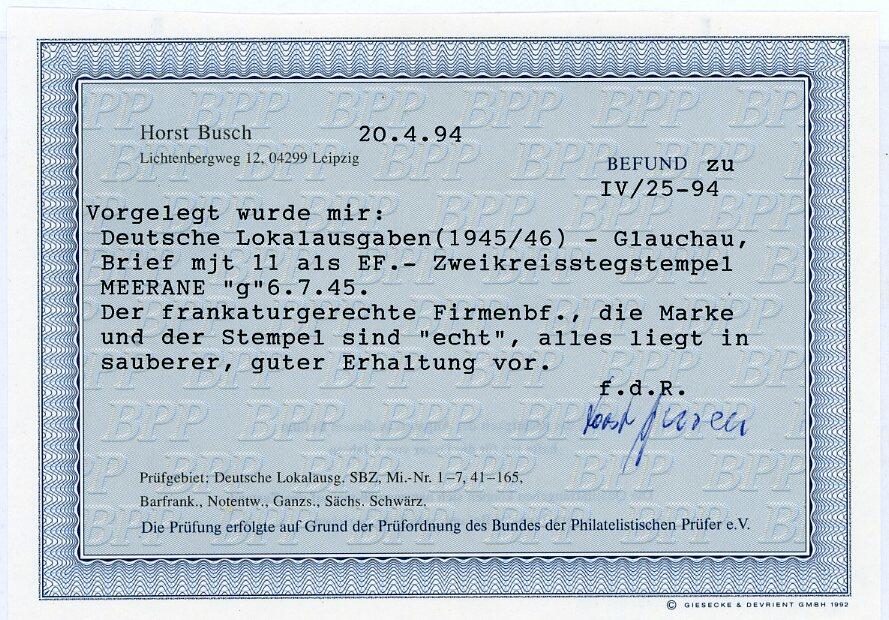 Horst Busch 20.4.94
Lichtenbergweg 12, 04299 Leipzig
BEFUND zu
IV/25-94
Vorgelegt wurde mir:
Deutsche Lokalausgaben(1945/46) - Glauchau,
Brief mjt 11 als EF.- Zweikreisstegstempel
MEERANE "g"6.7.45.
Der frankaturgerechte Firmenbf., die Marke
und der Stempel sind "echt", alles liegt in
sauberer, guter Erhaltung vor.
f.d.R.
Horst Busch
Prüfgebiet: Deutsche Lokalausg. SBZ, Mi.-Nr. 1-7, 41-165,
Barfrank., Notentw., Ganzs., Sächs. Schwärz,
Die Prüfung erfolgte auf Grund der Prüfordnung des Bundes der Philatelistischen Prüfer e.V.
© GIESECKE & DEVRIENT GMBH 1992